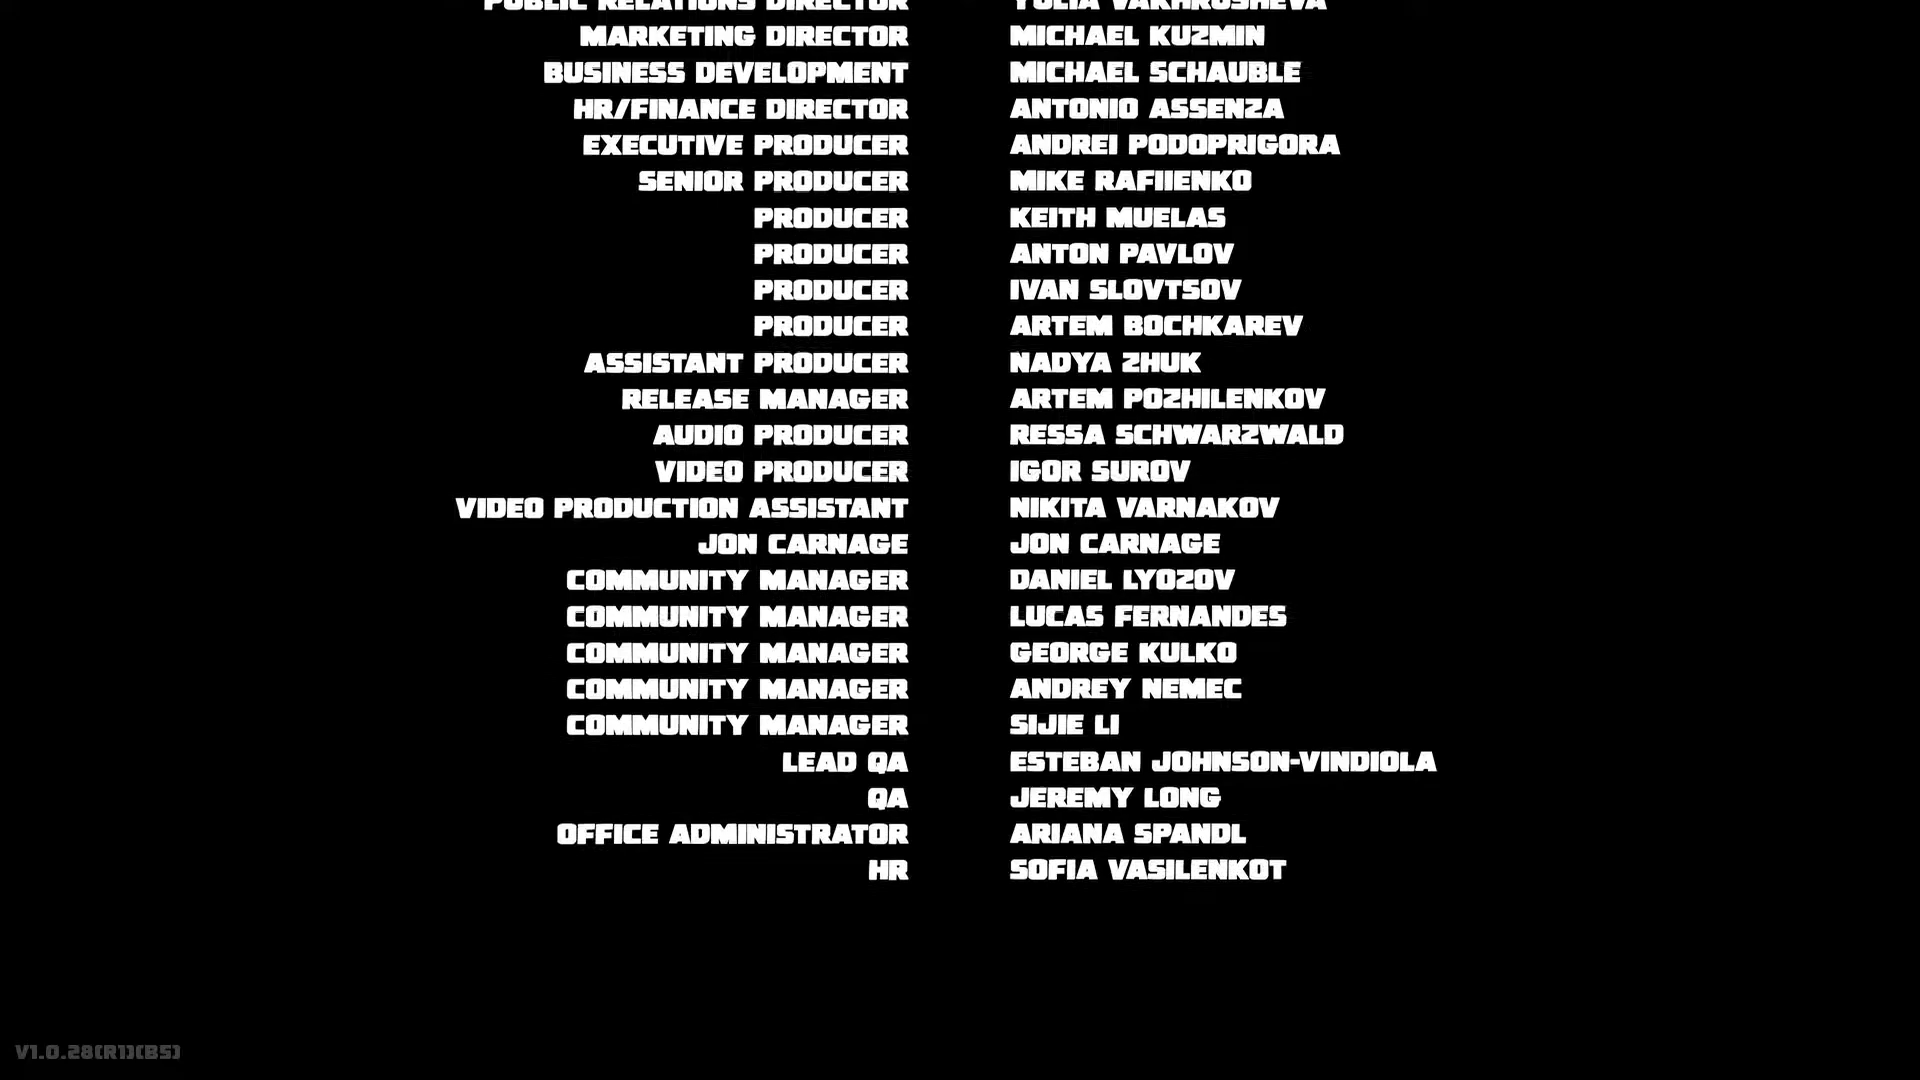 PUBLIC RELATIONS DIRECTOR YULIA VAKHRUSHEVA
MARKETING DIRECTOR MICHAEL KUZMIN
BUSINESS DEVELOPMENT MICHAEL SCHAUBLE
HR/FINANCE DIRECTOR ANTONIO ASSENZA
EXECUTIVE PRODUCER ANDREI PODOPRIGORA
SENIOR PRODUCER MIKE RAFIIENKO
PRODUCER KEITH MUELAS
PRODUCER ANTON PAVLOV
PRODUCER IVAN SLOVTSOV
PRODUCER ARTEM BOCHKAREV
ASSISTANT PRODUCER NADYA ZHUK
RELEASE MANAGER ARTEM POZHILENKOV
AUDIO PRODUCER RESSA SCHWARZWALD
VIDEO PRODUCER IGOR SUROV
VIDEO PRODUCTION ASSISTANT NIKITA VARNAKOV
JON CARNAGE JON CARNAGE
COMMUNITY MANAGER DANIEL LYOZOV
COMMUNITY MANAGER LUCAS FERNANDES
COMMUNITY MANAGER GEORGE KULKO
COMMUNITY MANAGER ANDREY NEMEC
COMMUNITY MANAGER SIJIE LI
LEAD QA ESTEBAN JOHNSON-VINDIOLA
QA JEREMY LONG
OFFICE ADMINISTRATOR ARIANA SPANDL
HR SOFIA VASILENKOT
V1.0.28(R1)(B5)